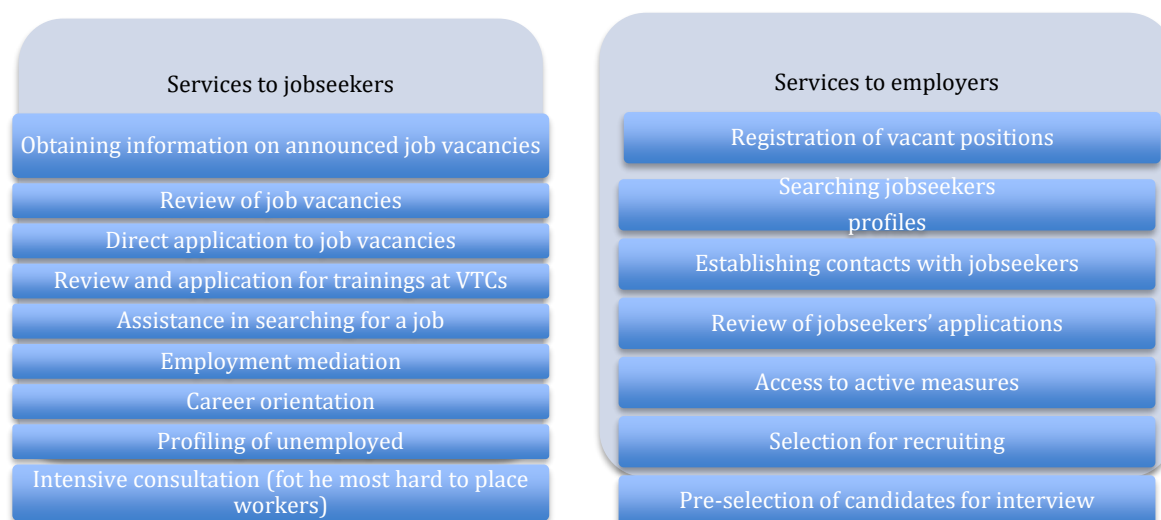 Services to jobseekers
Obtaining information on announced job vacancies
Review of job vacancies
Direct application to job vacancies
Review and application for trainings at VTCs
Assistance in searching for a job
Employment mediation
Career orientation
Profiling of unemployed
Intensive consultation (fot he most hard to place
workers)
Services to employers
Registration of vacant positions
Searching jobseekers
profiles
Establishing contacts with jobseekers
Review of jobseekers’ applications
Access to active measures
Selection for recruiting
Pre-selection of candidates for interview